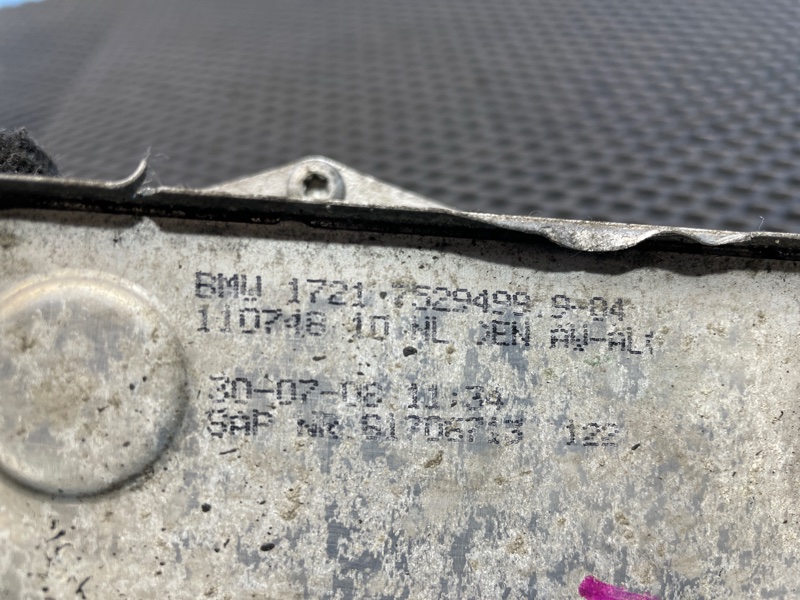 BMW 1721 7529499.9-04
110748 10 NL DEN AW-AL
30-07-08 11:34
SAP NR 61706713 122